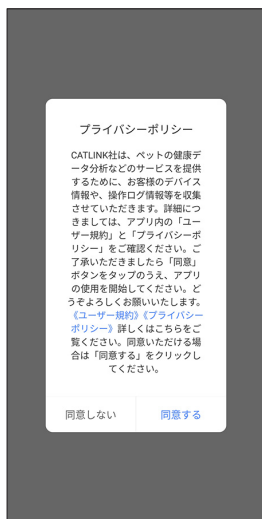 プライバシーポリシー
CATLINK社は、ペットの健康デ
ータ分析などのサービスを提供
するために、お客様のデバイス
情報や、操作ログ情報等を収集
させていただきます。詳細につ
きましては、アプリ内の「ユー
ザー規約」と「プライバシーポ
リシー」をご確認ください。ご
了承いただきましたら「同意」
ボタンをタップのうえ、アプリ
の使用を開始してください。ど
うぞよろしくお願いいたします。
《ユーザー規約》《プライバシー
ポリシー》詳しくはこちらをご
覧ください。同意いただける場
合は「同意する」をクリックし
てください。
同意しない 同意する